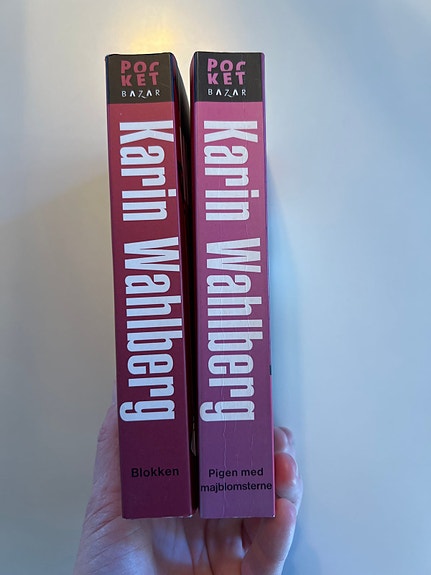 POC
KET
BAZAR
Karin Wahlberg
Blokken
POC
KET
BAZAR
Karin Wahlberg
Pigen med
majblomsterne